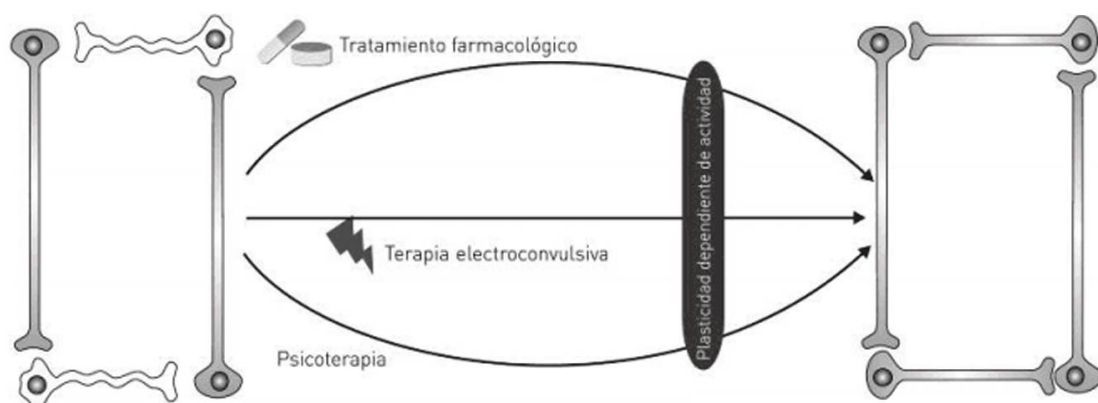 Tratamiento farmacológico
Plasticidad dependiente de actividad
Terapia electroconvulsiva
Psicoterapia